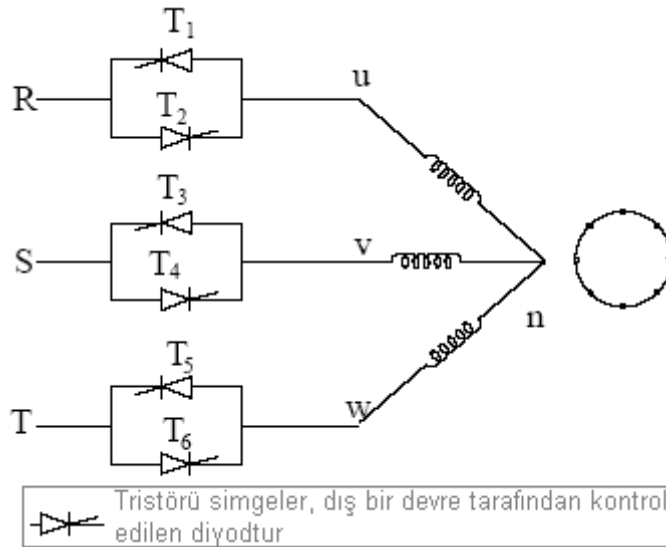 T₁
u
R
T₂
T₃
v
S
T₄
n
T₅
w
T
T₆
Tristörü simgeler, dış bir devre tarafından kontrol
edilen diyodtur